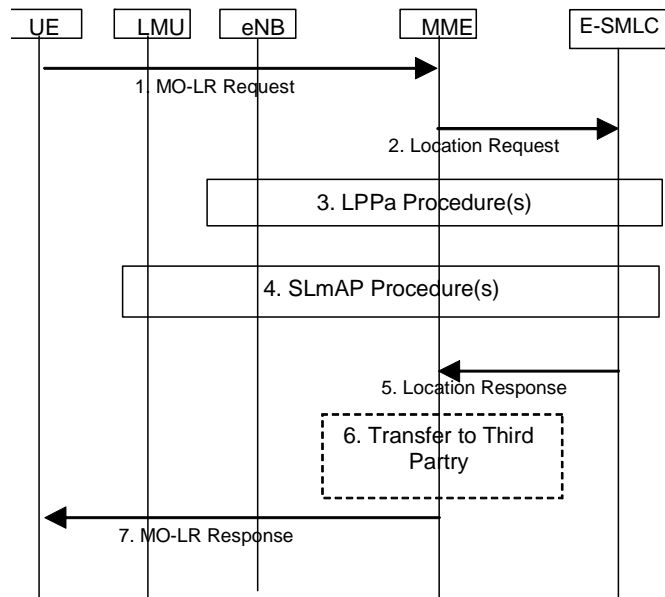 UE LMU eNB MME E-SMLC
1. MO-LR Request
2. Location Request
3. LPPa Procedure(s)
4. SLmAP Procedure(s)
5. Location Response
6. Transfer to Third
Partry
7. MO-LR Response